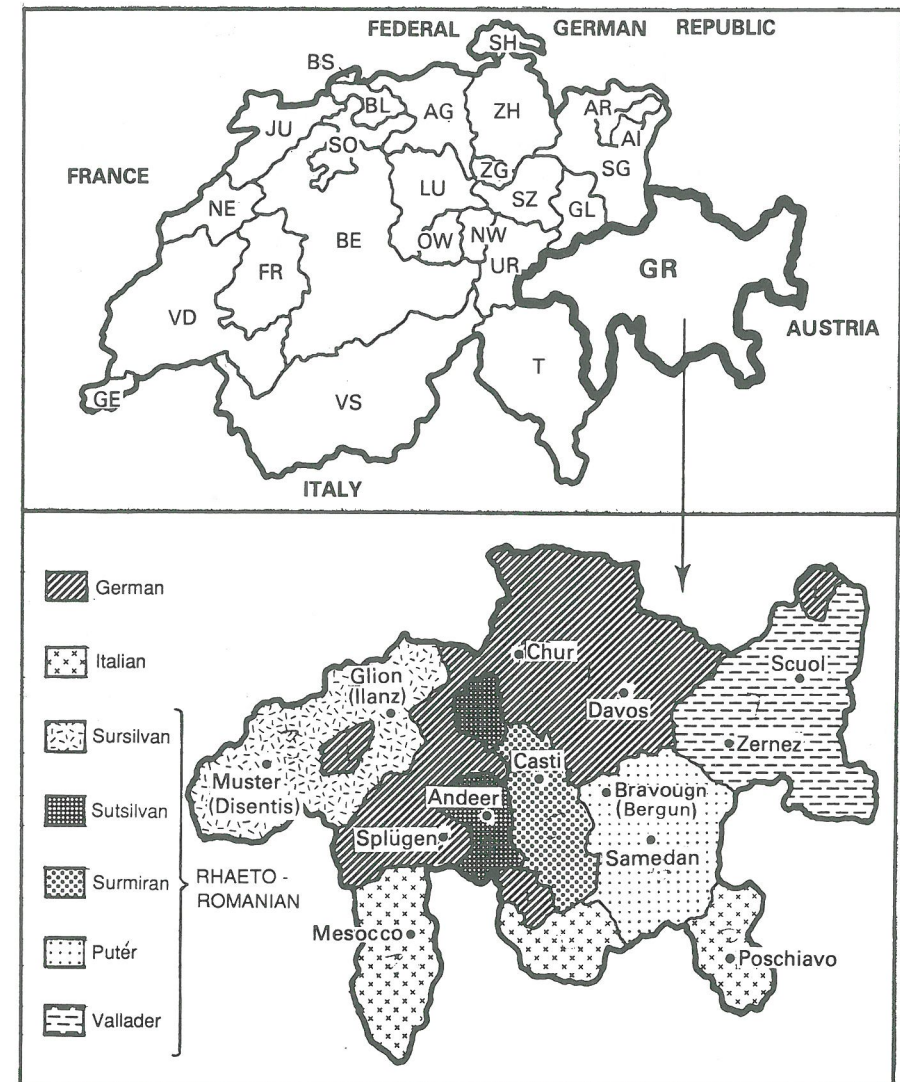 FEDERAL GERMAN REPUBLIC
SH
BS
BL
AG
ZH
AR
AI
JU
SO
ZG
SG
FRANCE
LU
SZ
GL
NE
OW
NW
BE
FR
UR
GR
VD
AUSTRIA
T
GE
VS
ITALY
German
Italian
Sursilvan
Sutsilvan
Surmiran
Putér
Vallader
RHAETO -
ROMANIAN
Chur
Scuol
Glion
(Ilanz)
Davos
Zernez
Casti
Muster
(Disentis)
Andeer
Bravougn
(Bergun)
Splügen
Samedan
Mesocco
Poschiavo